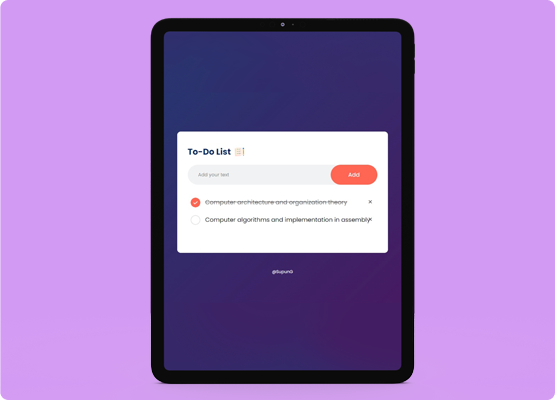 To-Do List
Add your text
Add
Computer architecture and organization theory
Computer algorithms and implementation in assembly
@SupunG